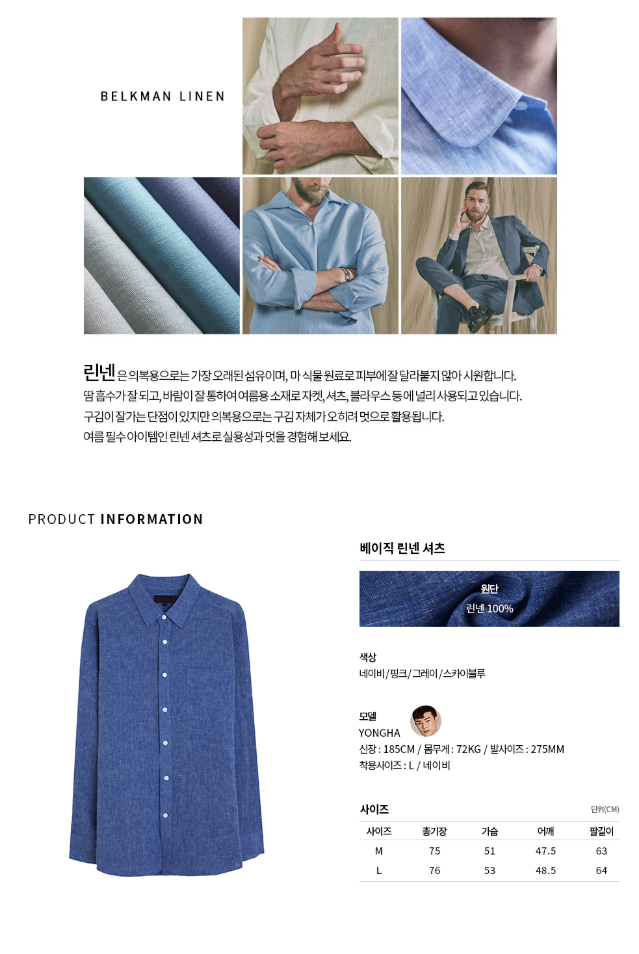 BELKMAN LINEN
린넨은 의복용으로는 가장 오래된 섬유이며, 마 식물 원료로 피부에 잘 달라붙지 않아 시원합니다.
땀 흡수가 잘 되고, 바람이 잘 통하여 여름용 소재로 자켓, 셔츠, 블라우스 등에 널리 사용되고 있습니다.
구김이 잘가는 단점이 있지만 의복용으로는 구김 자체가 오히려 멋으로 활용됩니다.
여름 필수 아이템인 린넨 셔츠로 실용성과 멋을 경험해 보세요.
PRODUCT INFORMATION
베이직 린넨 셔츠
원단
린넨 100%
색상
네이비/핑크/그레이/스카이블루
모델
YONGHA
신장 : 185CM / 몸무게 : 72KG / 발사이즈 : 275MM
착용사이즈 : L / 네이비
사이즈 단위(CM)
사이즈 총기장 가슴 어깨 팔길이
M 75 51 47.5 63
L 76 53 48.5 64